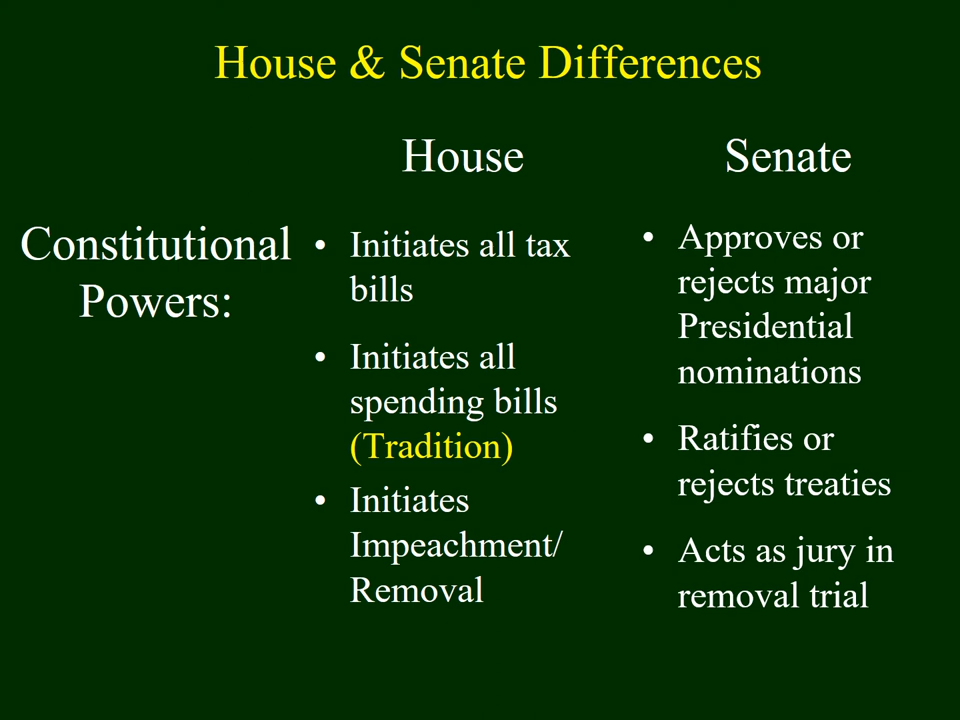 House & Senate Differences
House
Senate
Constitutional
Powers:
• Initiates all tax
bills
• Initiates all
spending bills
(Tradition)
• Initiates
Impeachment/
Removal
• Approves or
rejects major
Presidential
nominations
• Ratifies or
rejects treaties
• Acts as jury in
removal trial